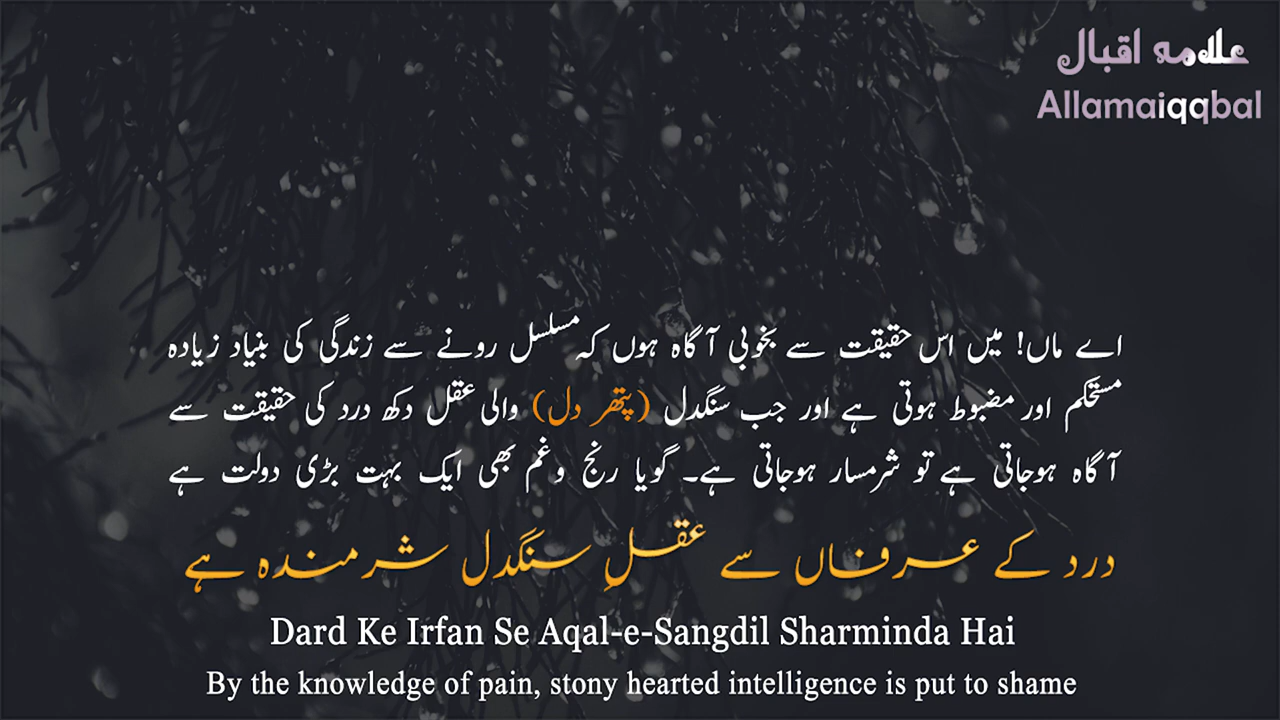 علامہ اقبال
Allamaiqqbal
اے ماں! میں اس حقیقت سے بخوبی آگاہ ہوں کہ مسلسل رونے سے زندگی کی بنیاد زیادہ
مستحکم اور مضبوط ہوتی ہے اور جب سنگدل (پتھر دل) والی عقل دکھ درد کی حقیقت سے
آگاہ ہوجاتی ہے تو شرمسار ہوجاتی ہے۔ گویا رنج وغم بھی ایک بہت بڑی دولت ہے
درد کے عرفاں سے عقلِ سنگدل شرمندہ ہے
Dard Ke Irfan Se Aqal-e-Sangdil Sharminda Hai
By the knowledge of pain, stony hearted intelligence is put to shame